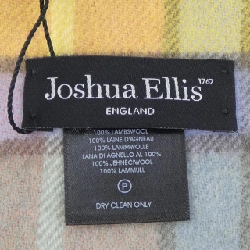 Joshua Ellis 1767
ENGLAND
100% LAMBSWOOL
100% LAINE D'AGNEAU
100% LAMMWOLLE
LANA DI AGNELLO AL 100%
100%
100% LAMMULL
P
DRY CLEAN ONLY